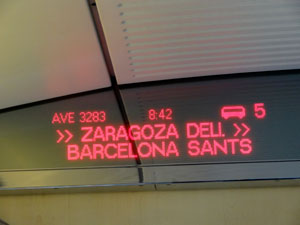 AVE 3283 8:42 5
>> ZARAGOZA DELI. >>
BARCELONA SANTS